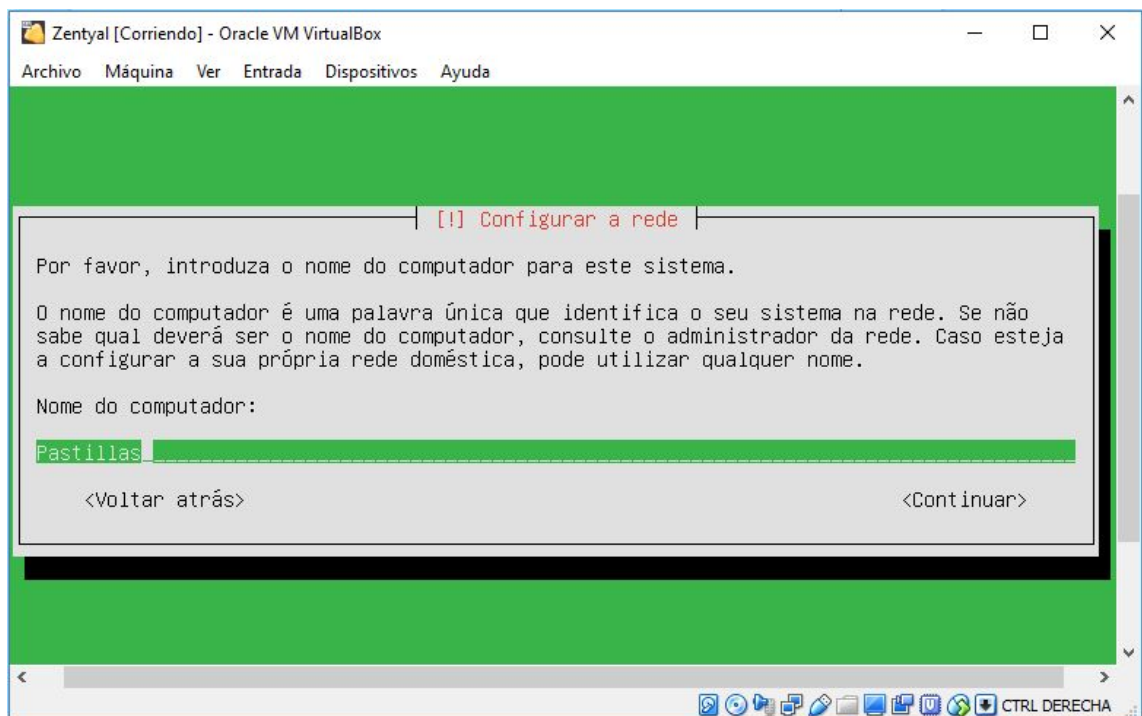 Zentyal [Corriendo] - Oracle VM VirtualBox
Archivo Máquina Ver Entrada Dispositivos Ayuda
[!] Configurar a rede
Por favor, introduza o nome do computador para este sistema.
O nome do computador é uma palavra única que identifica o seu sistema na rede. Se não
sabe qual deverá ser o nome do computador, consulte o administrador da rede. Caso esteja
a configurar a sua própria rede doméstica, pode utilizar qualquer nome.
Nome do computador:
Pastillas
<Voltar atrás> <Continuar>
CTRL DERECHA